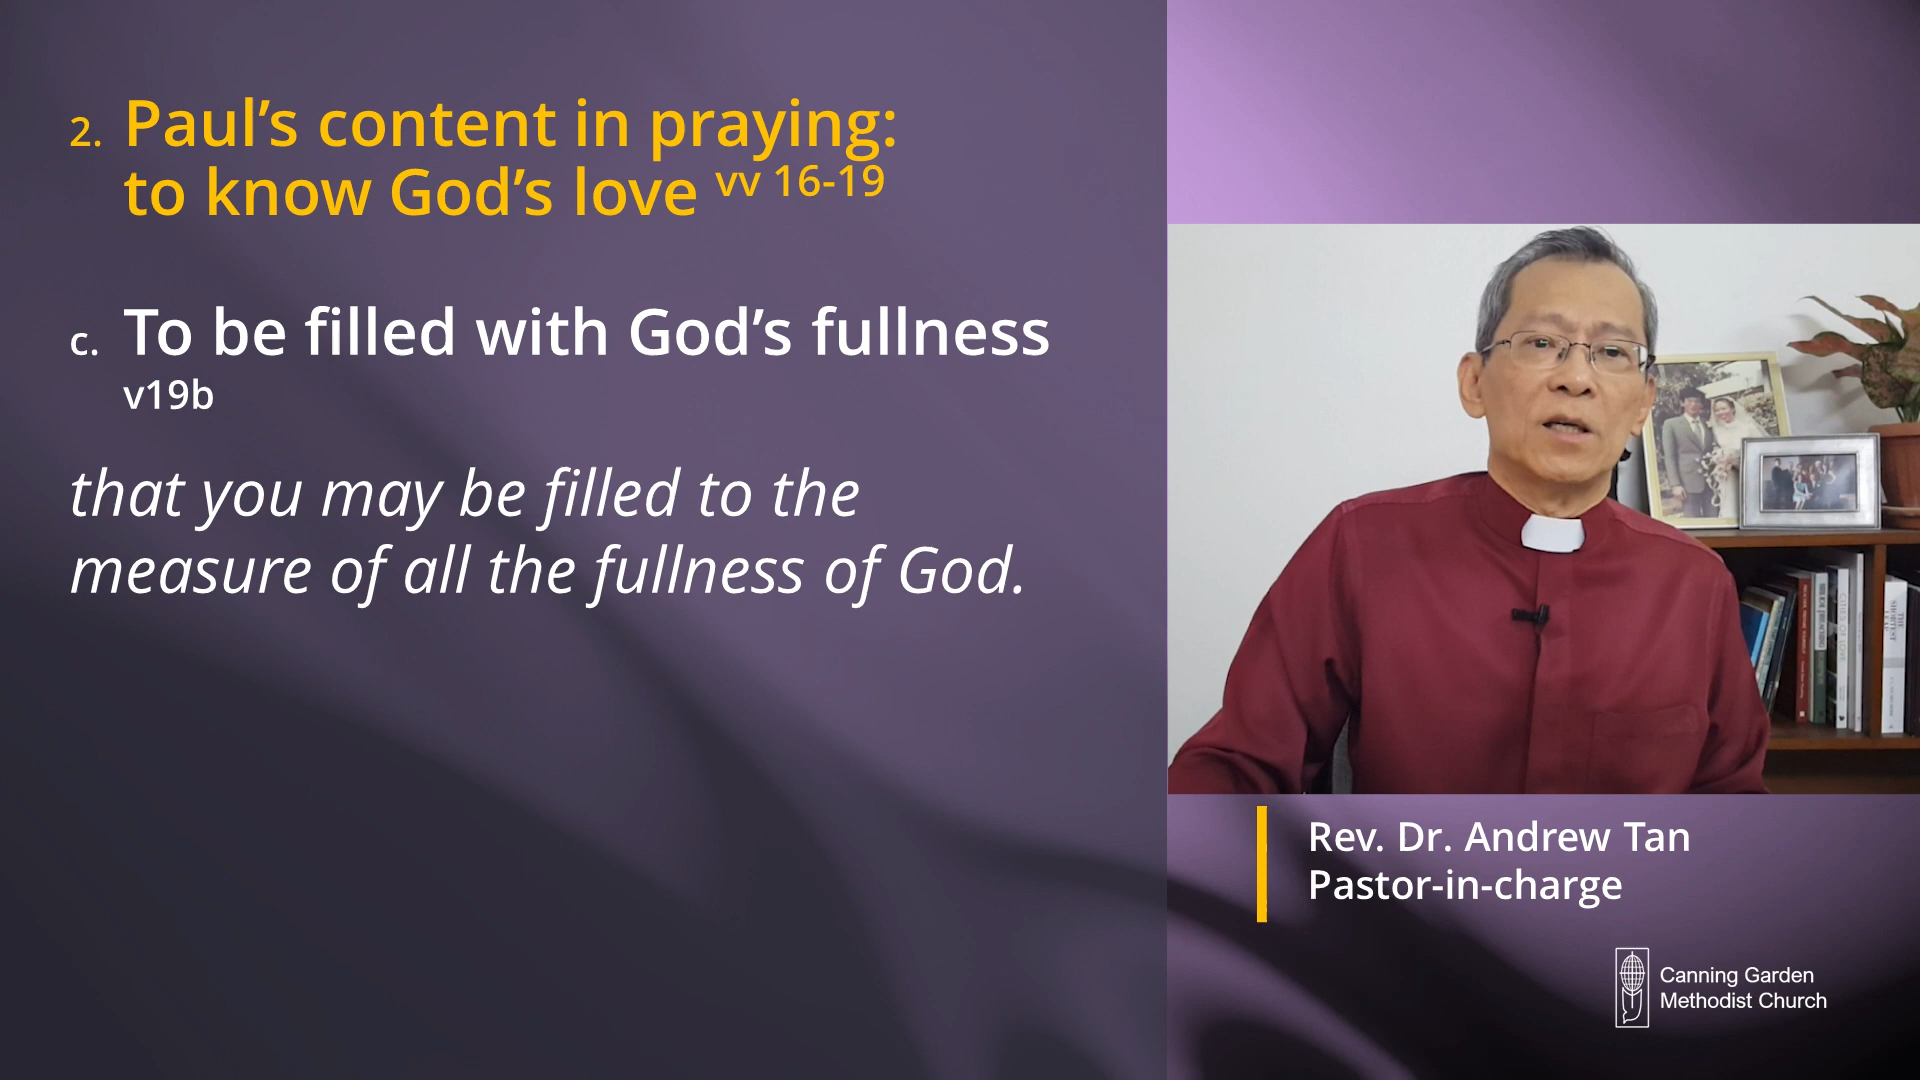 2. Paul’s content in praying:
to know God’s love vv 16-19
c. To be filled with God’s fullness
v19b
that you may be filled to the
measure of all the fullness of God.
Rev. Dr. Andrew Tan
Pastor-in-charge
Canning Garden
Methodist Church